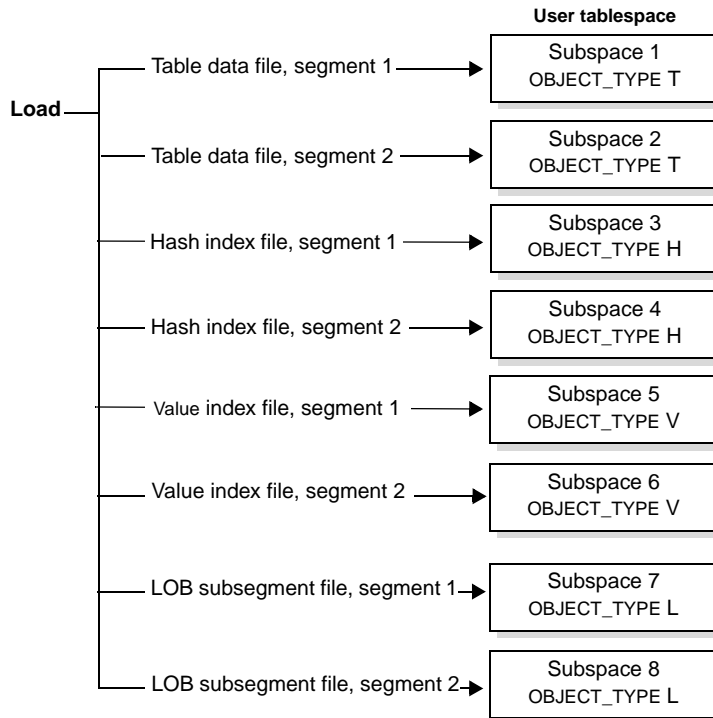 User tablespace
Load
Table data file, segment 1
Subspace 1
OBJECT_TYPE T
Table data file, segment 2
Subspace 2
OBJECT_TYPE T
Hash index file, segment 1
Subspace 3
OBJECT_TYPE H
Hash index file, segment 2
Subspace 4
OBJECT_TYPE H
Value index file, segment 1
Subspace 5
OBJECT_TYPE V
Value index file, segment 2
Subspace 6
OBJECT_TYPE V
LOB subsegment file, segment 1
Subspace 7
OBJECT_TYPE L
LOB subsegment file, segment 2
Subspace 8
OBJECT_TYPE L